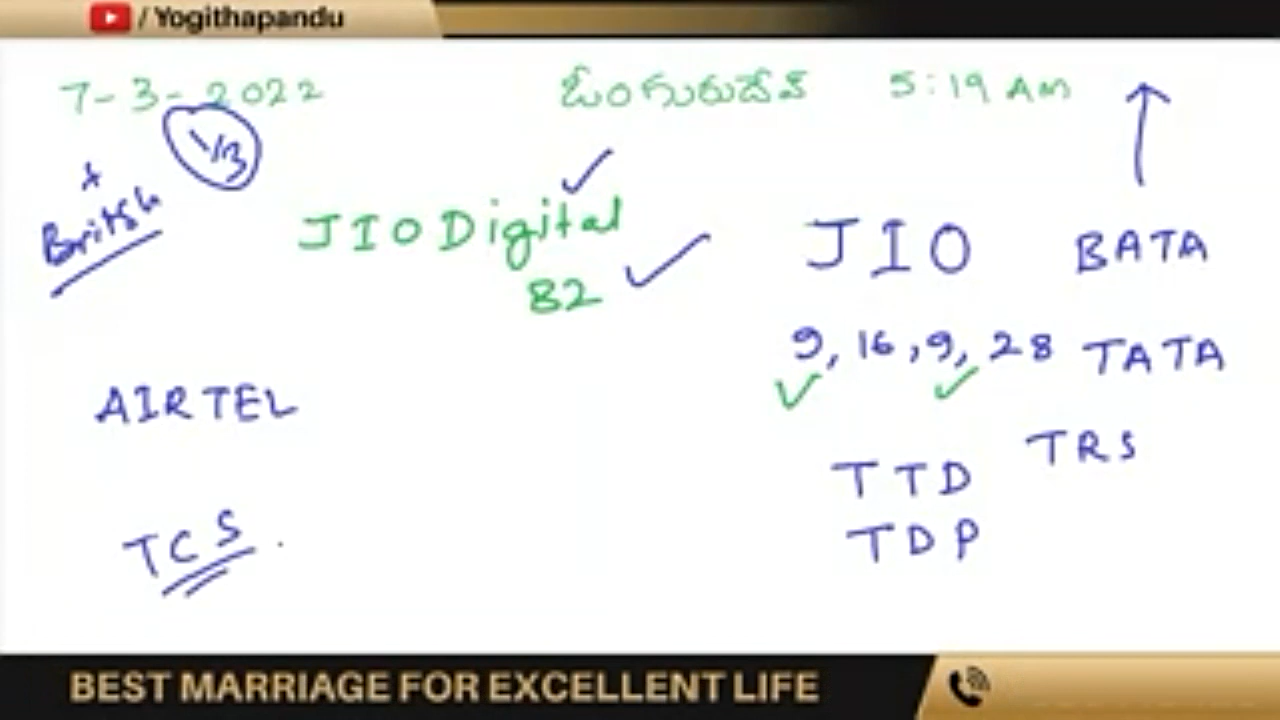 / Yogithapandu
7-3-2022 ఓంగురుదేవ్ 5:19 Am
1/3
British
JIO Digital
82
JIO BATA
9, 16, 9, 28 TATA
AIRTEL
TRS
TTD
TDP
TCS
BEST MARRIAGE FOR EXCELLENT LIFE